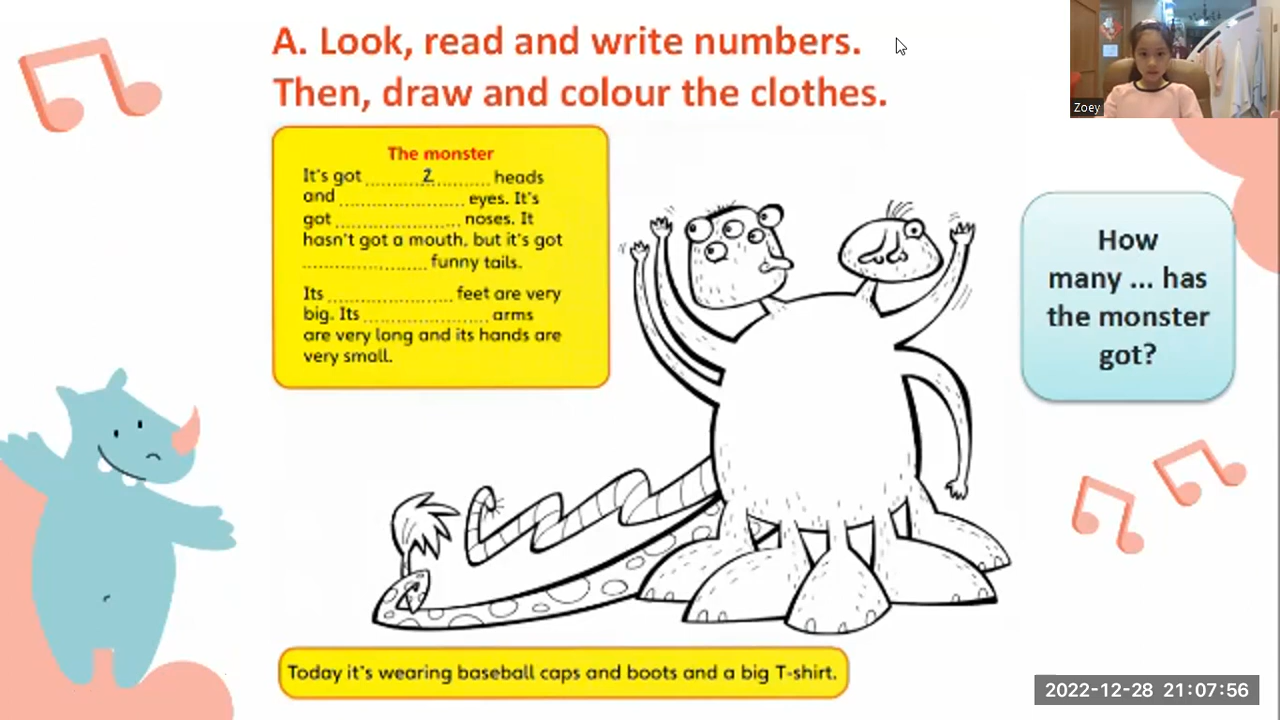 A. Look, read and write numbers.
Then, draw and colour the clothes.
Zoey
The monster
It's got ........2........ heads
and ........................ eyes. It's
got ........................ noses. It
hasn't got a mouth, but it's got
........................ funny tails.
Its ........................ feet are very
big. Its ........................ arms
are very long and its hands are
very small.
How
many ... has
the monster
got?
Today it's wearing baseball caps and boots and a big T-shirt.
2022-12-28 21:07:56